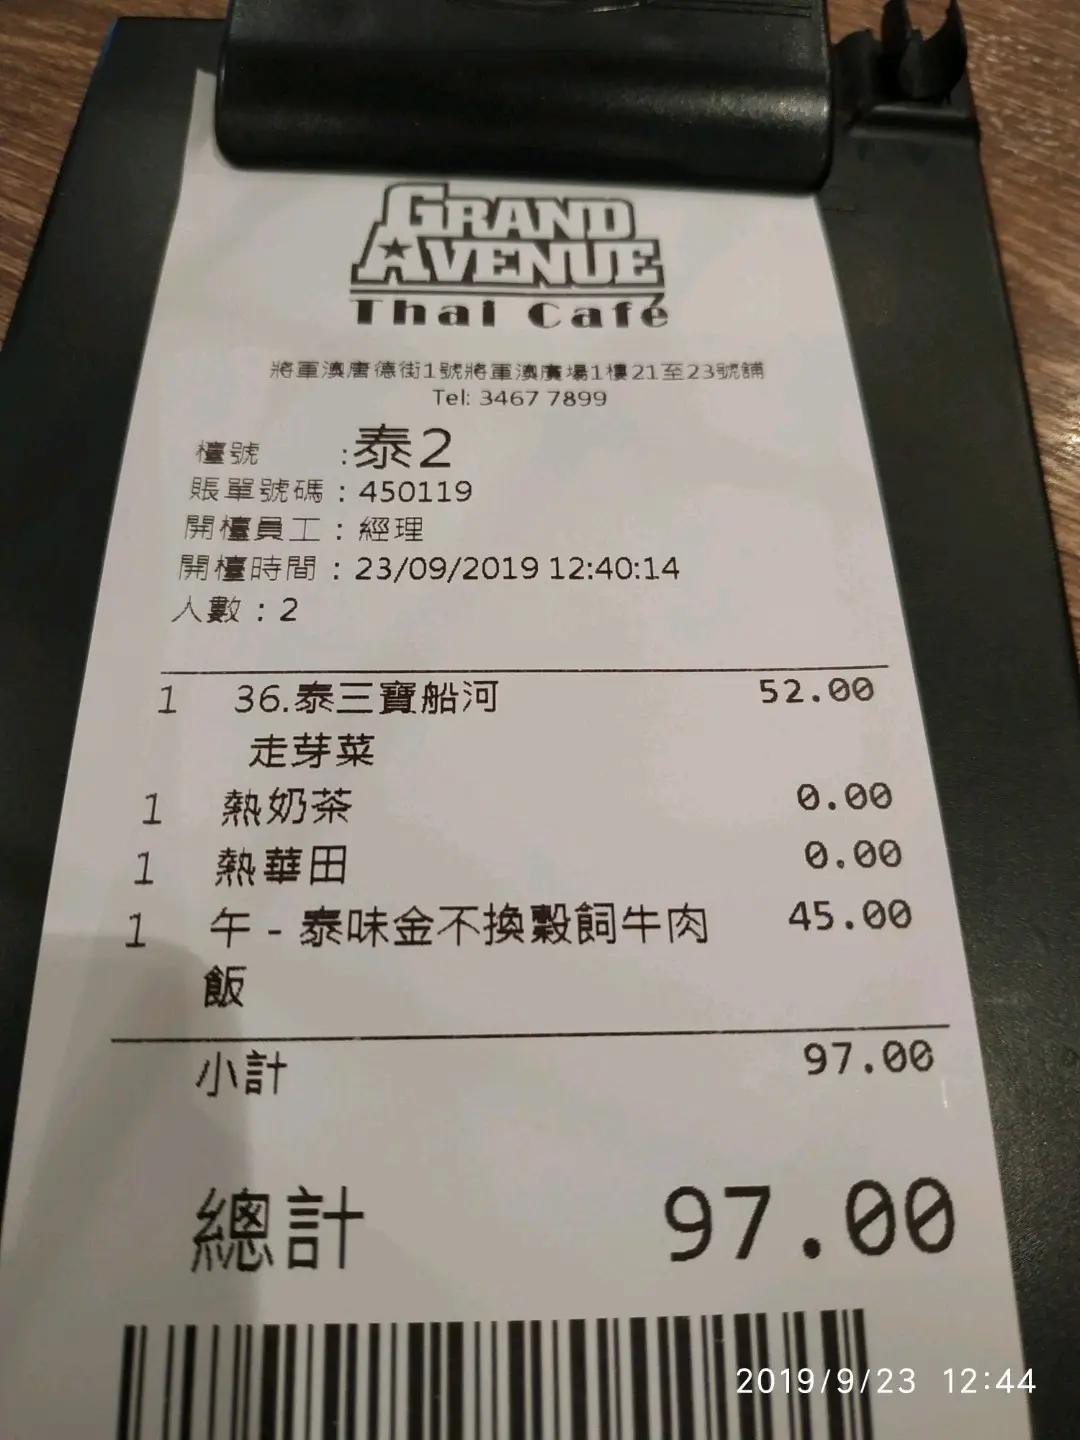 GRAND
AVENUE
Thai Café
將軍澳唐德街1號將軍澳廣場1樓21至23號舖
Tel: 3467 7899
檯號 :泰2
賬單號碼 : 450119
開檯員工 : 經理
開檯時間 : 23/09/2019 12:40:14
人數 : 2
1 36.泰三寶船河 52.00
走芽菜
1 熱奶茶 0.00
1 熱華田 0.00
1 午 - 泰味金不換穀飼牛肉 45.00
飯
小計 97.00
總計 97.00
2019/9/23 12:44